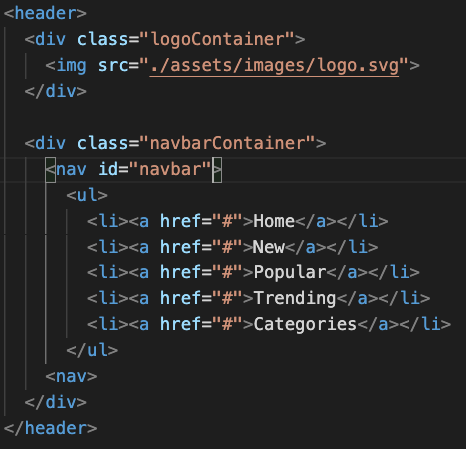 <header>
<div class="logoContainer">
<img src="./assets/images/logo.svg">
</div>
<div class="navbarContainer">
<nav id="navbar">
<ul>
<li><a href="#">Home</a></li>
<li><a href="#">New</a></li>
<li><a href="#">Popular</a></li>
<li><a href="#">Trending</a></li>
<li><a href="#">Categories</a></li>
</ul>
<nav>
</div>
</header>